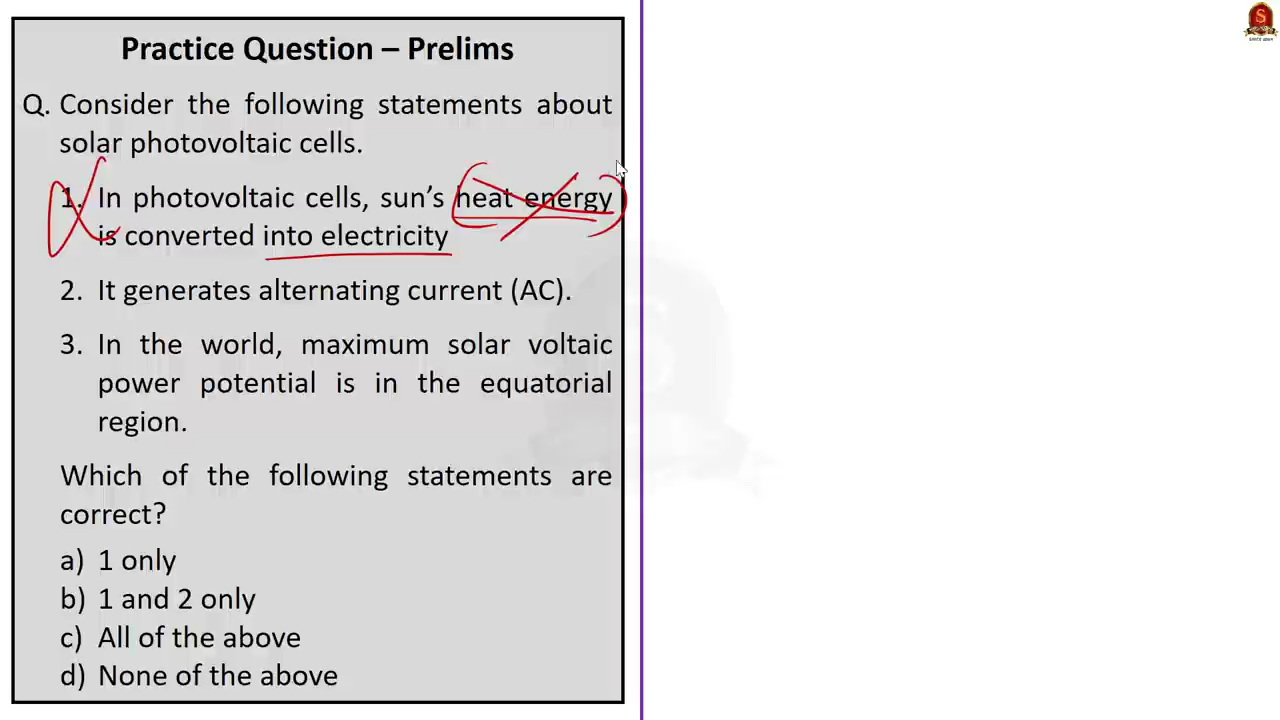 Practice Question – Prelims
Q. Consider the following statements about
solar photovoltaic cells.
1. In photovoltaic cells, sun’s heat energy
is converted into electricity
2. It generates alternating current (AC).
3. In the world, maximum solar voltaic
power potential is in the equatorial
region.
Which of the following statements are
correct?
a) 1 only
b) 1 and 2 only
c) All of the above
d) None of the above
S